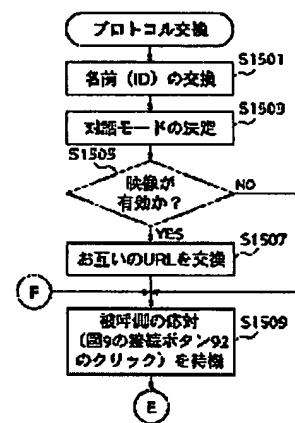 プロトコル交換
S1501
名前（ID）の交換
S1503
対話モードの決定
S1505
映像が
有効か？
NO
YES
S1507
お互いのURLを交換
F
S1509
被呼側の応対
（図9の接続ボタン92
のクリック）を待機
E